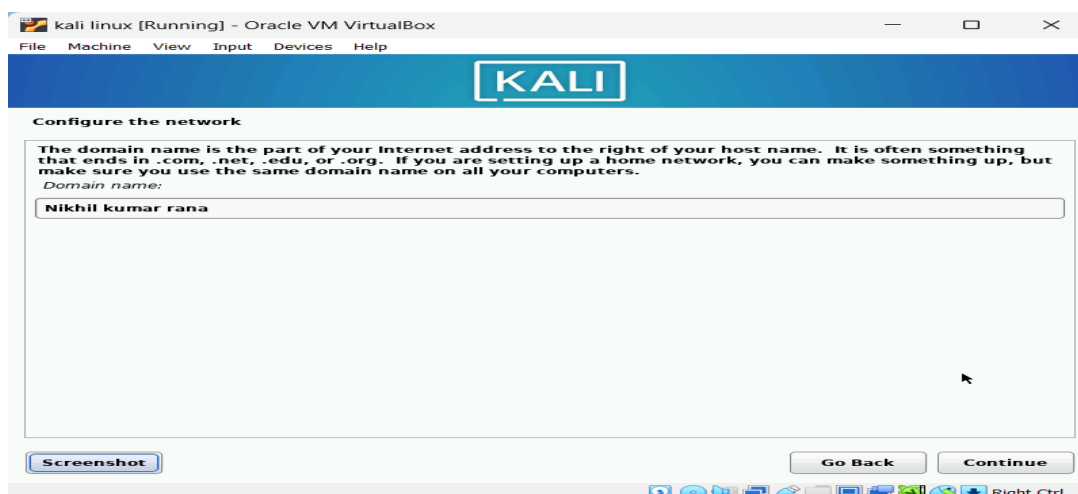 kali linux [Running] - Oracle VM VirtualBox
File Machine View Input Devices Help
KALI
Configure the network
The domain name is the part of your Internet address to the right of your host name. It is often something
that ends in .com, .net, .edu, or .org. If you are setting up a home network, you can make something up, but
make sure you use the same domain name on all your computers.
Domain name:
Nikhil kumar rana
Screenshot Go Back Continue
Right Ctrl